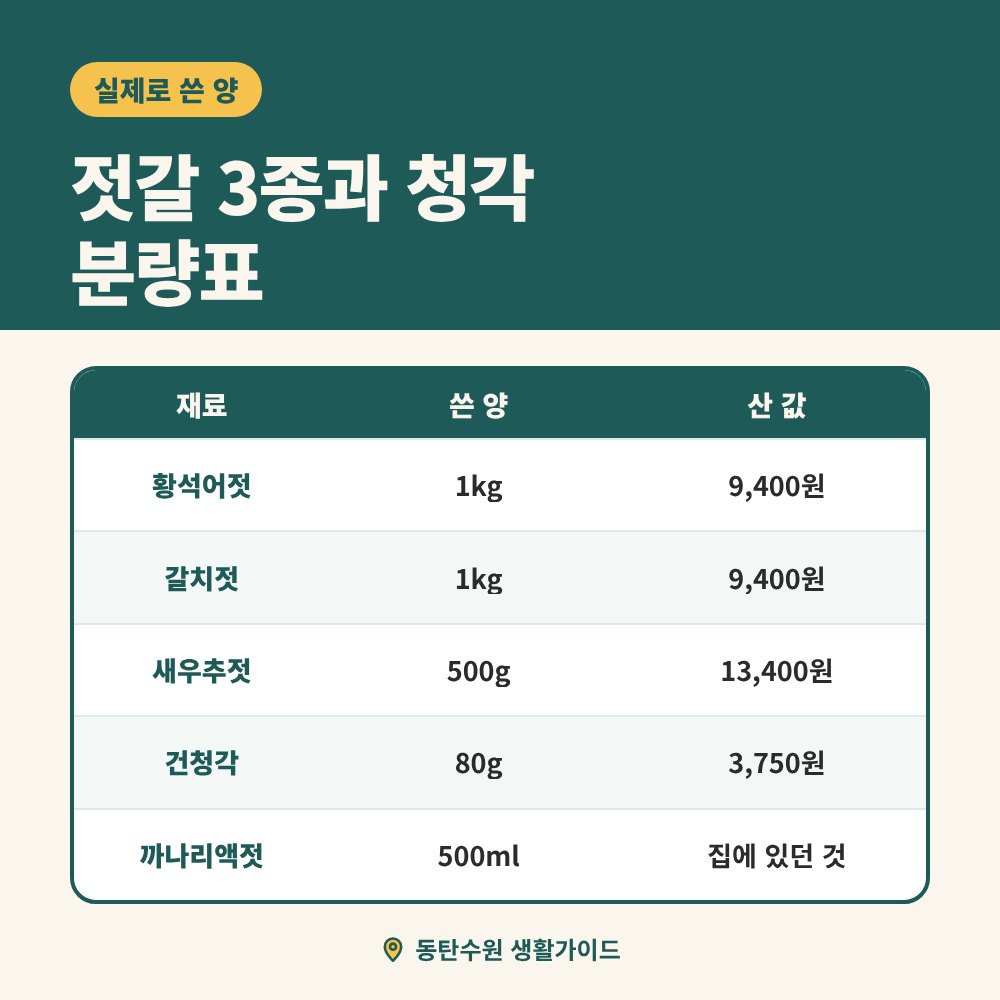 실제로 쓴 양
젓갈 3종과 청각
분량표
재료 쓴 양 산 값
황석어젓 1kg 9,400원
갈치젓 1kg 9,400원
새우추젓 500g 13,400원
건청각 80g 3,750원
까나리액젓 500ml 집에 있던 것
동탄수원 생활가이드